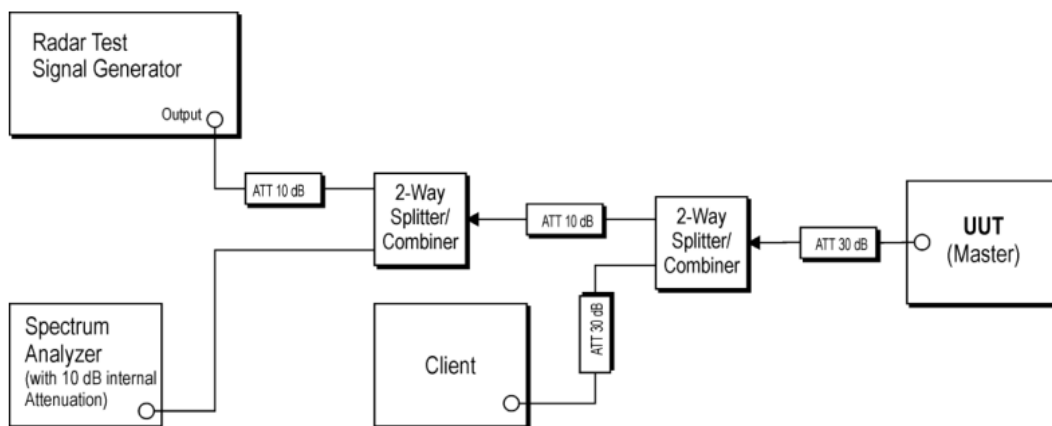 Radar Test
Signal Generator
Output
ATT 10 dB
2-Way
Splitter/
Combiner
ATT 10 dB
2-Way
Splitter/
Combiner
ATT 30 dB
UUT
(Master)
Spectrum
Analyzer
(with 10 dB internal
Attenuation)
Client
ATT 30 dB